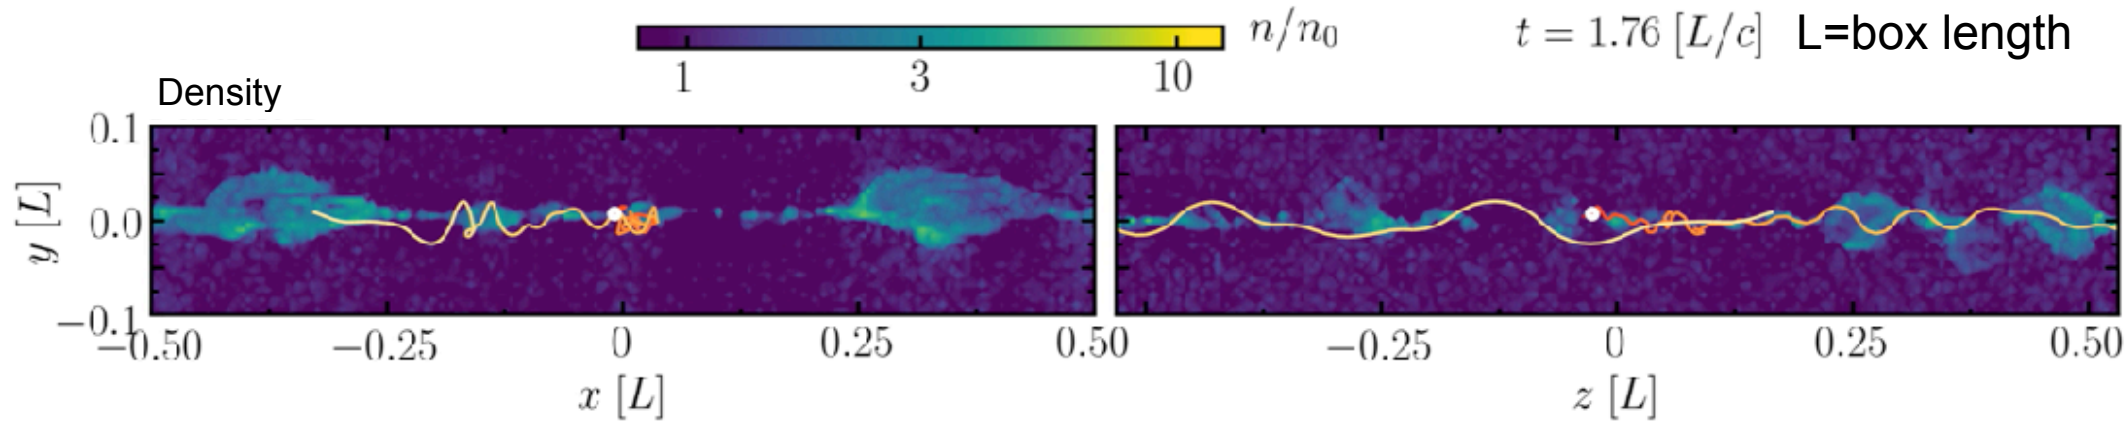 n/n₀
t = 1.76 [L/c] L=box length
1 3 10
Density
0.1
0.0
−0.1
y [L]
−0.50 −0.25 0 0.25 0.50 −0.25 0 0.25 0.50
x [L] z [L]